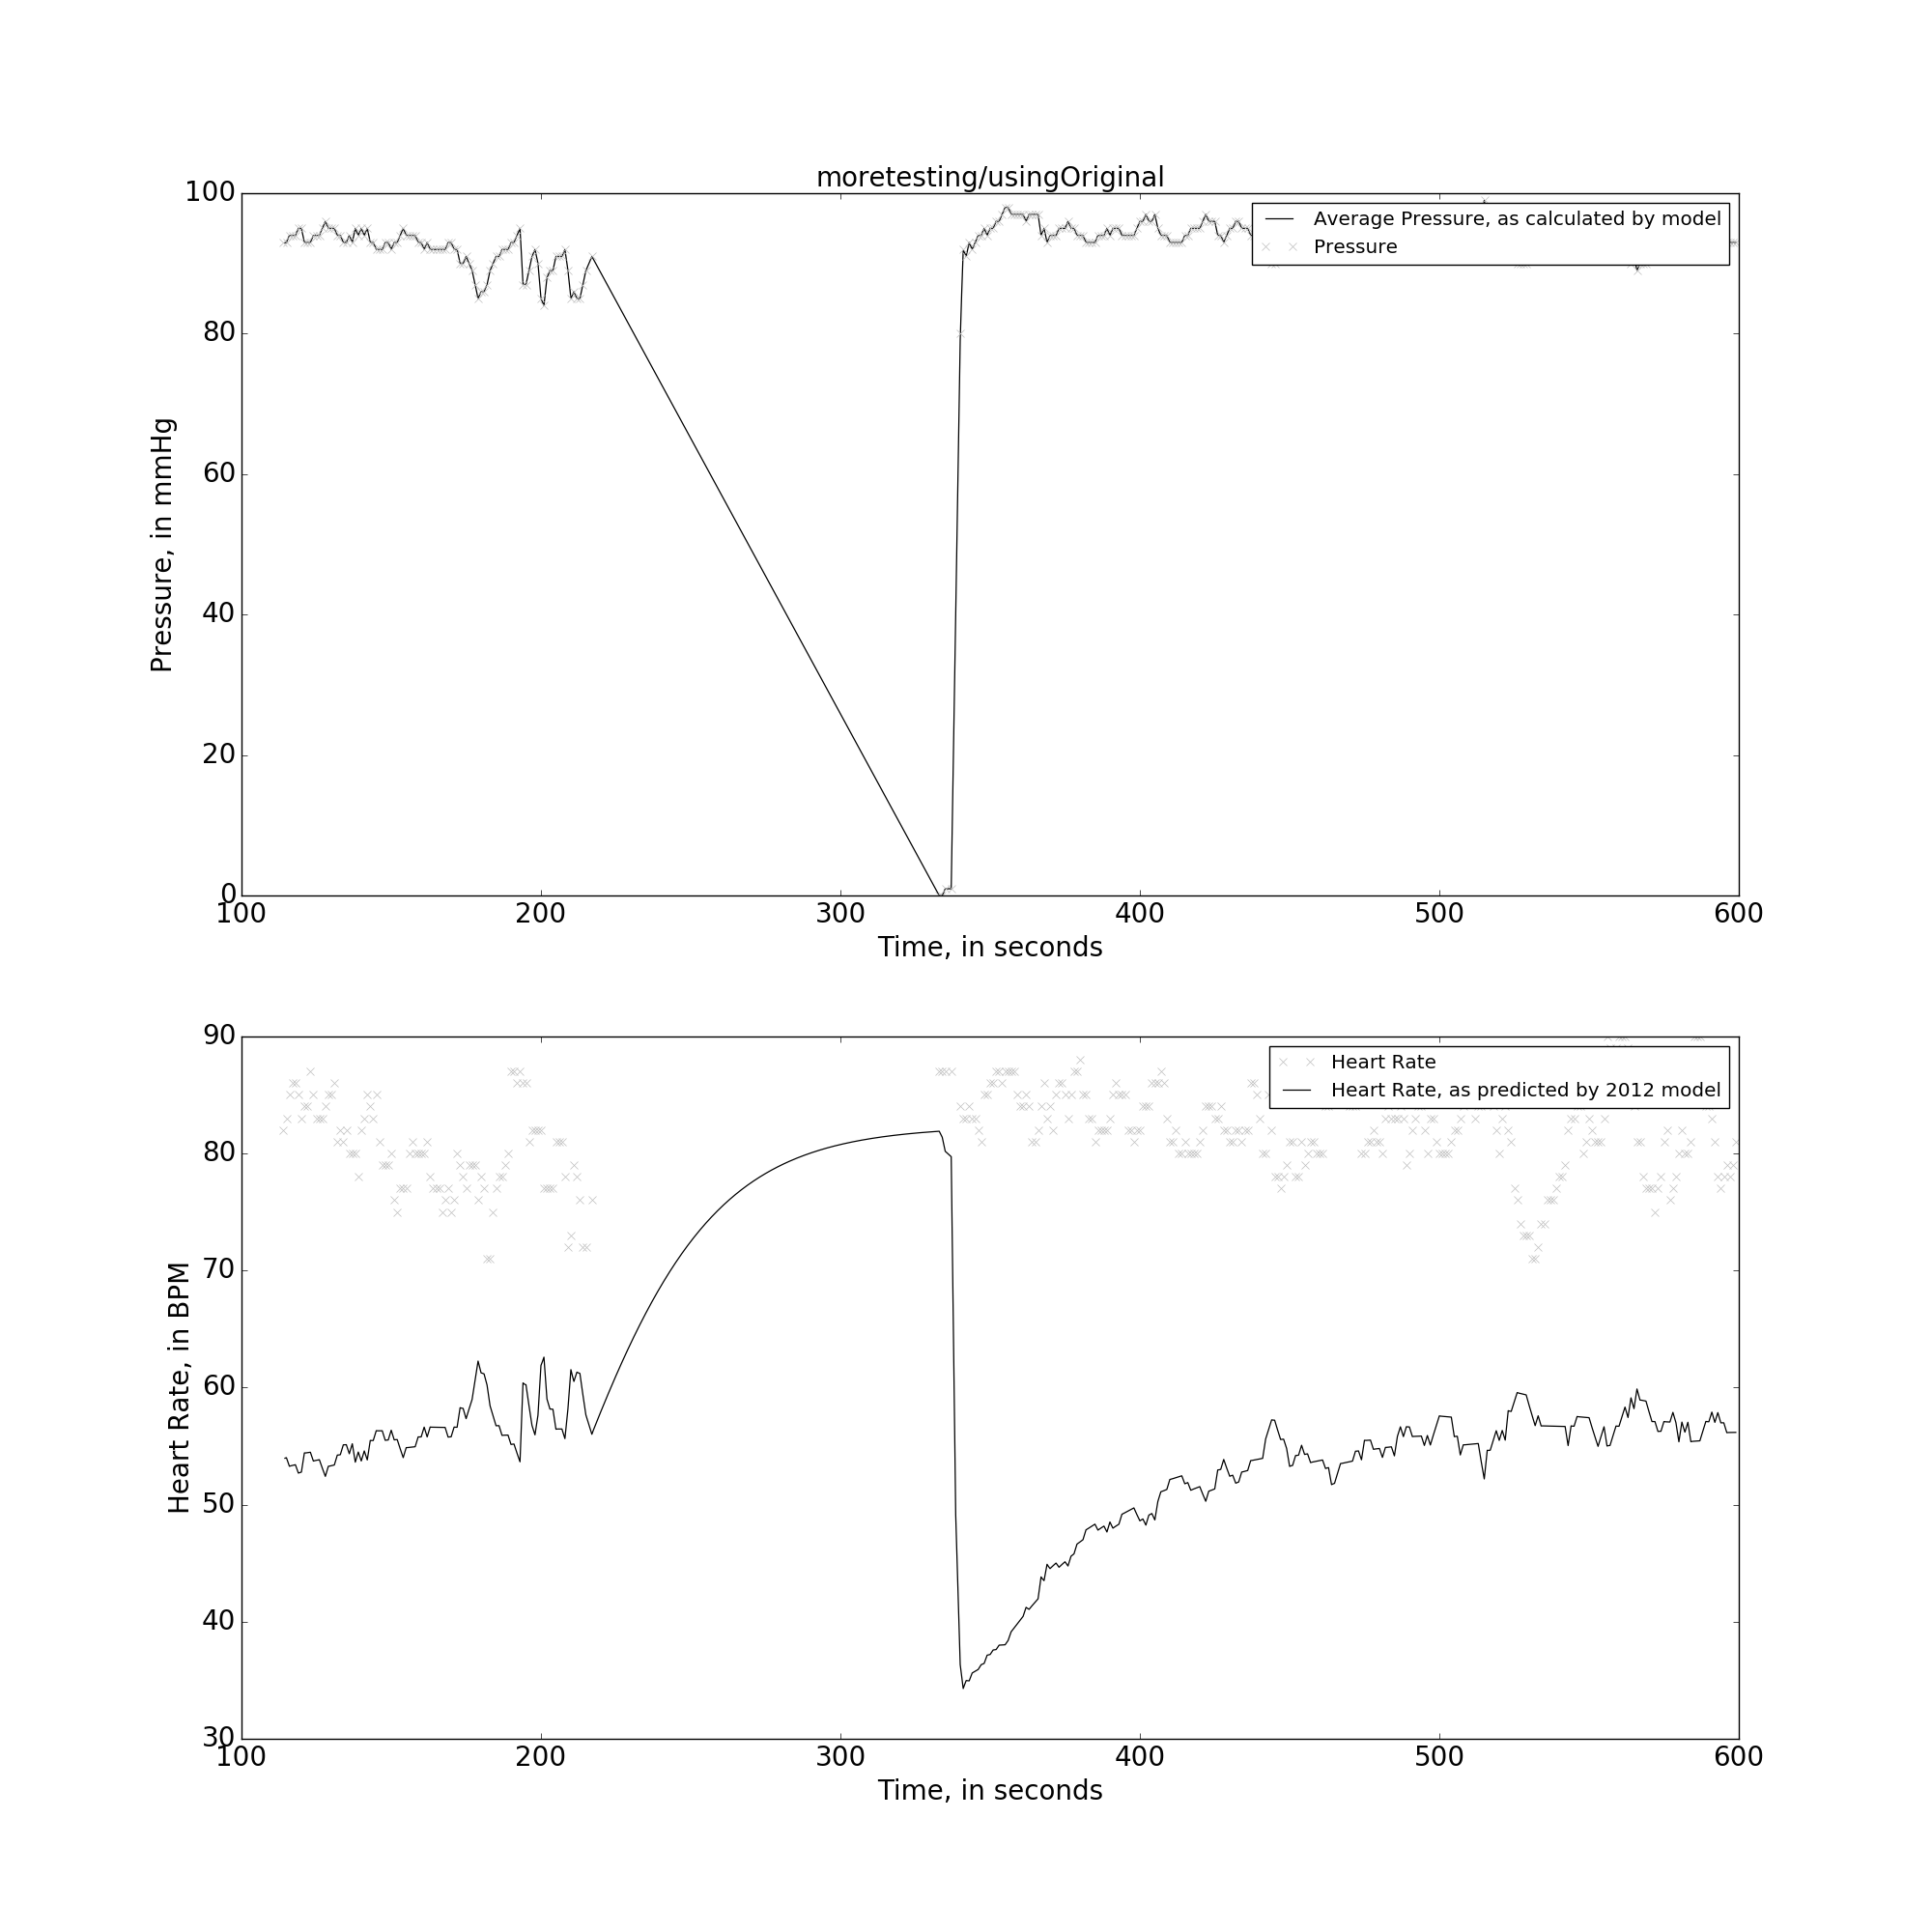 moretesting/usingOriginal
100
80
60
40
20
0
Pressure, in mmHg
Average Pressure, as calculated by model
Pressure
100 200 300 400 500 600
Time, in seconds
90
80
70
60
50
40
30
Heart Rate, in BPM
Heart Rate
Heart Rate, as predicted by 2012 model
100 200 300 400 500 600
Time, in seconds